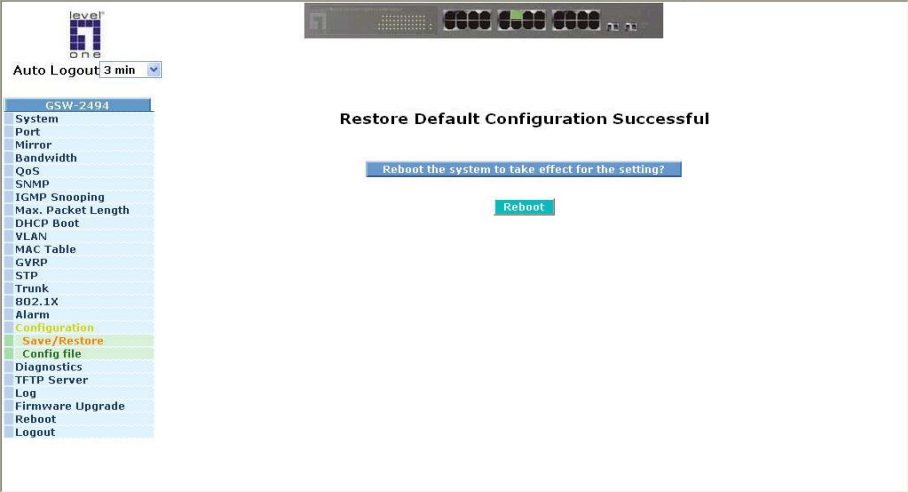 level
one
Auto Logout 3 min
GSW-2494
System
Port
Mirror
Bandwidth
QoS
SNMP
IGMP Snooping
Max. Packet Length
DHCP Boot
VLAN
MAC Table
GVRP
STP
Trunk
802.1X
Alarm
Configuration
Save/Restore
Config file
Diagnostics
TFTP Server
Log
Firmware Upgrade
Reboot
Logout
Restore Default Configuration Successful
Reboot the system to take effect for the setting?
Reboot